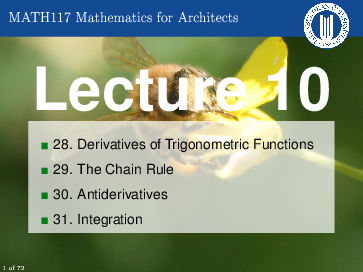 MATH117 Mathematics for Architects
Lecture 10
28. Derivatives of Trigonometric Functions
29. The Chain Rule
30. Antiderivatives
31. Integration
1 of 72